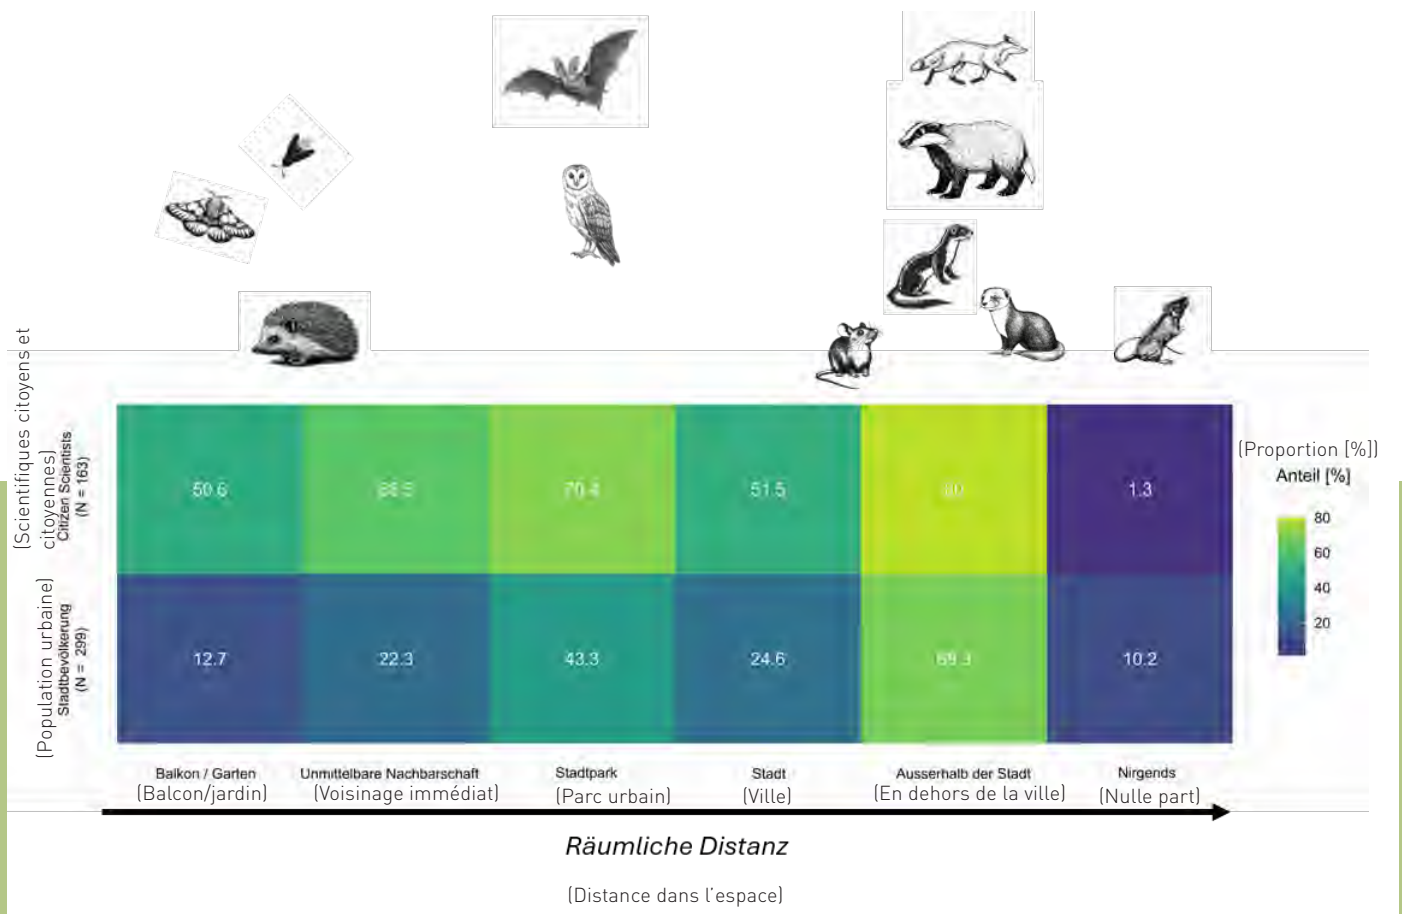 (Scientifiques citoyens et
citoyennes)
Citizen Scientists
(N = 163)
50.6
70.4
51.5
80
1.3
(Proportion [%])
Anteil [%]
80
60
40
20
(Population urbaine)
Stadtbevölkerung
(N = 299)
12.7
22.3
43.3
24.6
69.3
10.2
Balkon / Garten
(Balcon/jardin)
Unmittelbare Nachbarschaft
(Voisinage immédiat)
Stadtpark
(Parc urbain)
Stadt
(Ville)
Ausserhalb der Stadt
(En dehors de la ville)
Nirgends
(Nulle part)
Räumliche Distanz
(Distance dans l'espace)